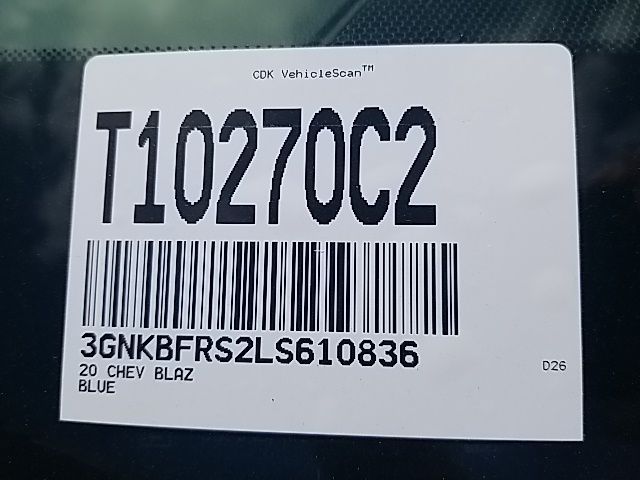 CDK VehicleScan™
T10270C2
3GNKBFRS2LS610836
20 CHEV BLAZ
BLUE
D26